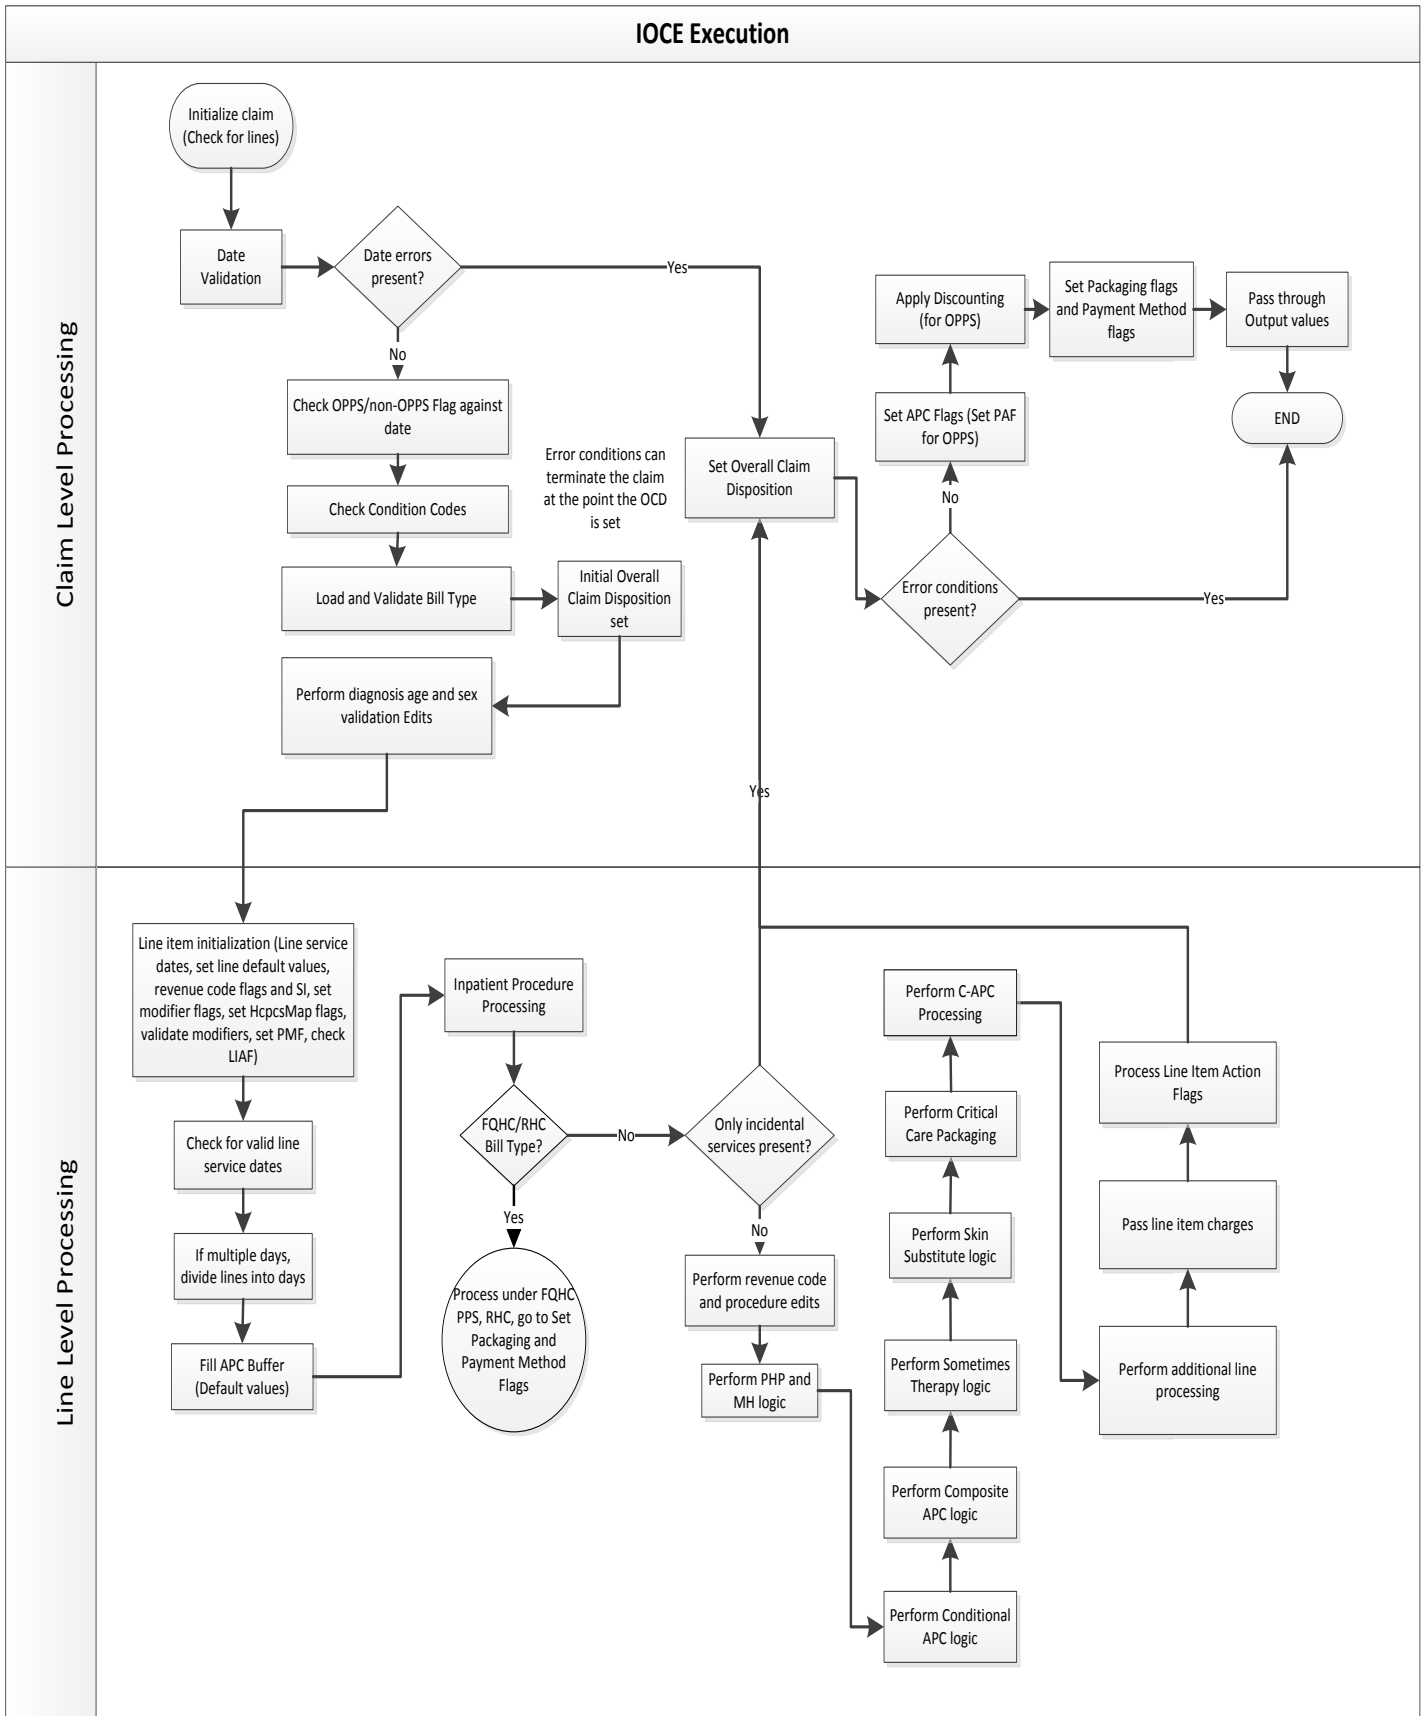 IOCE Execution
Claim Level Processing
Initialize claim
(Check for lines)
Date
Validation
Date errors
present?
Yes
No
Check OPPS/non-OPPS Flag against
date
Check Condition Codes
Load and Validate Bill Type
Error conditions can
terminate the claim
at the point the OCD
is set
Initial Overall
Claim Disposition
set
Perform diagnosis age and sex
validation Edits
Set Overall Claim
Disposition
Error conditions
present?
No
Yes
Set APC Flags (Set PAF
for OPPS)
Apply Discounting
(for OPPS)
Set Packaging flags
and Payment Method
flags
Pass through
Output values
END
Yes
Line Level Processing
Line item initialization (Line service
dates, set line default values,
revenue code flags and SI, set
modifier flags, set HcpcsMap flags,
validate modifiers, set PMF, check
LIAF)
Check for valid line
service dates
If multiple days,
divide lines into days
Fill APC Buffer
(Default values)
Inpatient Procedure
Processing
FQHC/RHC
Bill Type?
No
Yes
Process under FQHC
PPS, RHC, go to Set
Packaging and
Payment Method
Flags
Only incidental
services present?
No
Perform revenue code
and procedure edits
Perform PHP and
MH logic
Perform Conditional
APC logic
Perform Composite
APC logic
Perform Sometimes
Therapy logic
Perform Skin
Substitute logic
Perform Critical
Care Packaging
Perform C-APC
Processing
Perform additional line
processing
Pass line item charges
Process Line Item Action
Flags